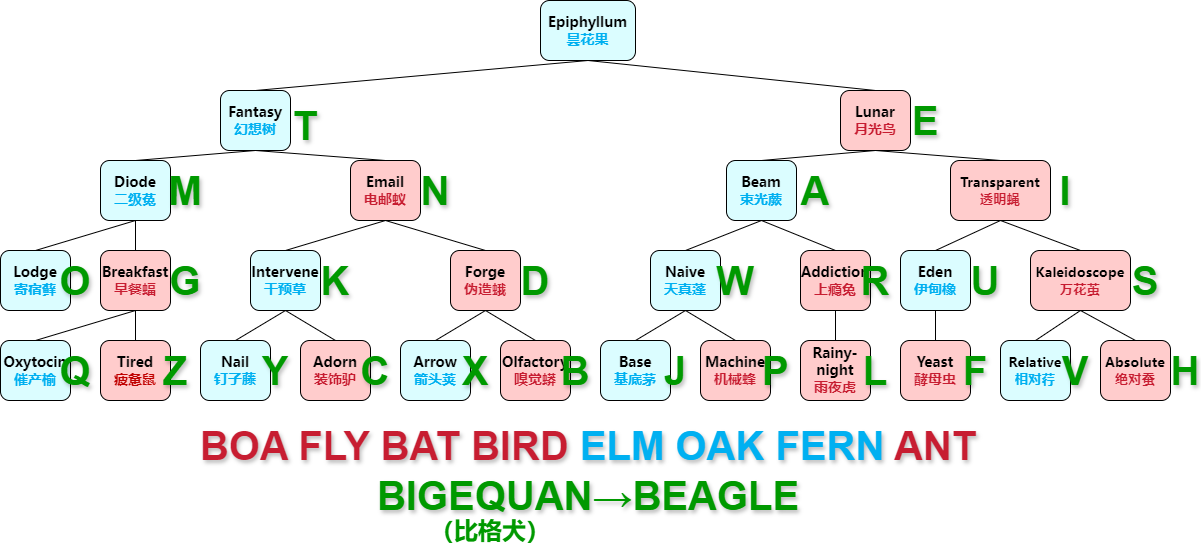 Epiphyllum
昙花果
Fantasy
幻想树
T
Lunar
月光鸟
E
Diode
二级菟
M
Email
电邮蚁
N
Beam
束光蕨
A
Transparent
透明蝇
I
Lodge
寄宿藓
O
Breakfast
早餐蝠
G
Intervene
干预草
K
Forge
伪造蛾
D
Naive
天真蓬
W
Addiction
上瘾兔
R
Eden
伊甸橡
U
Kaleidoscope
万花茧
S
Oxytocin
催产榆
Q
Tired
疲惫鼠
Z
Nail
钉子藤
Y
Adorn
装饰驴
C
Arrow
箭头荚
X
Olfactory
嗅觉蟒
B
Base
基底茅
J
Machine
机械蜂
P
Rainy-
night
雨夜虎
L
Yeast
酵母虫
F
Relative
相对荇
V
Absolute
绝对蚕
H
BOA FLY BAT BIRD ELM OAK FERN ANT
BIGEQUAN→BEAGLE
(比格犬)